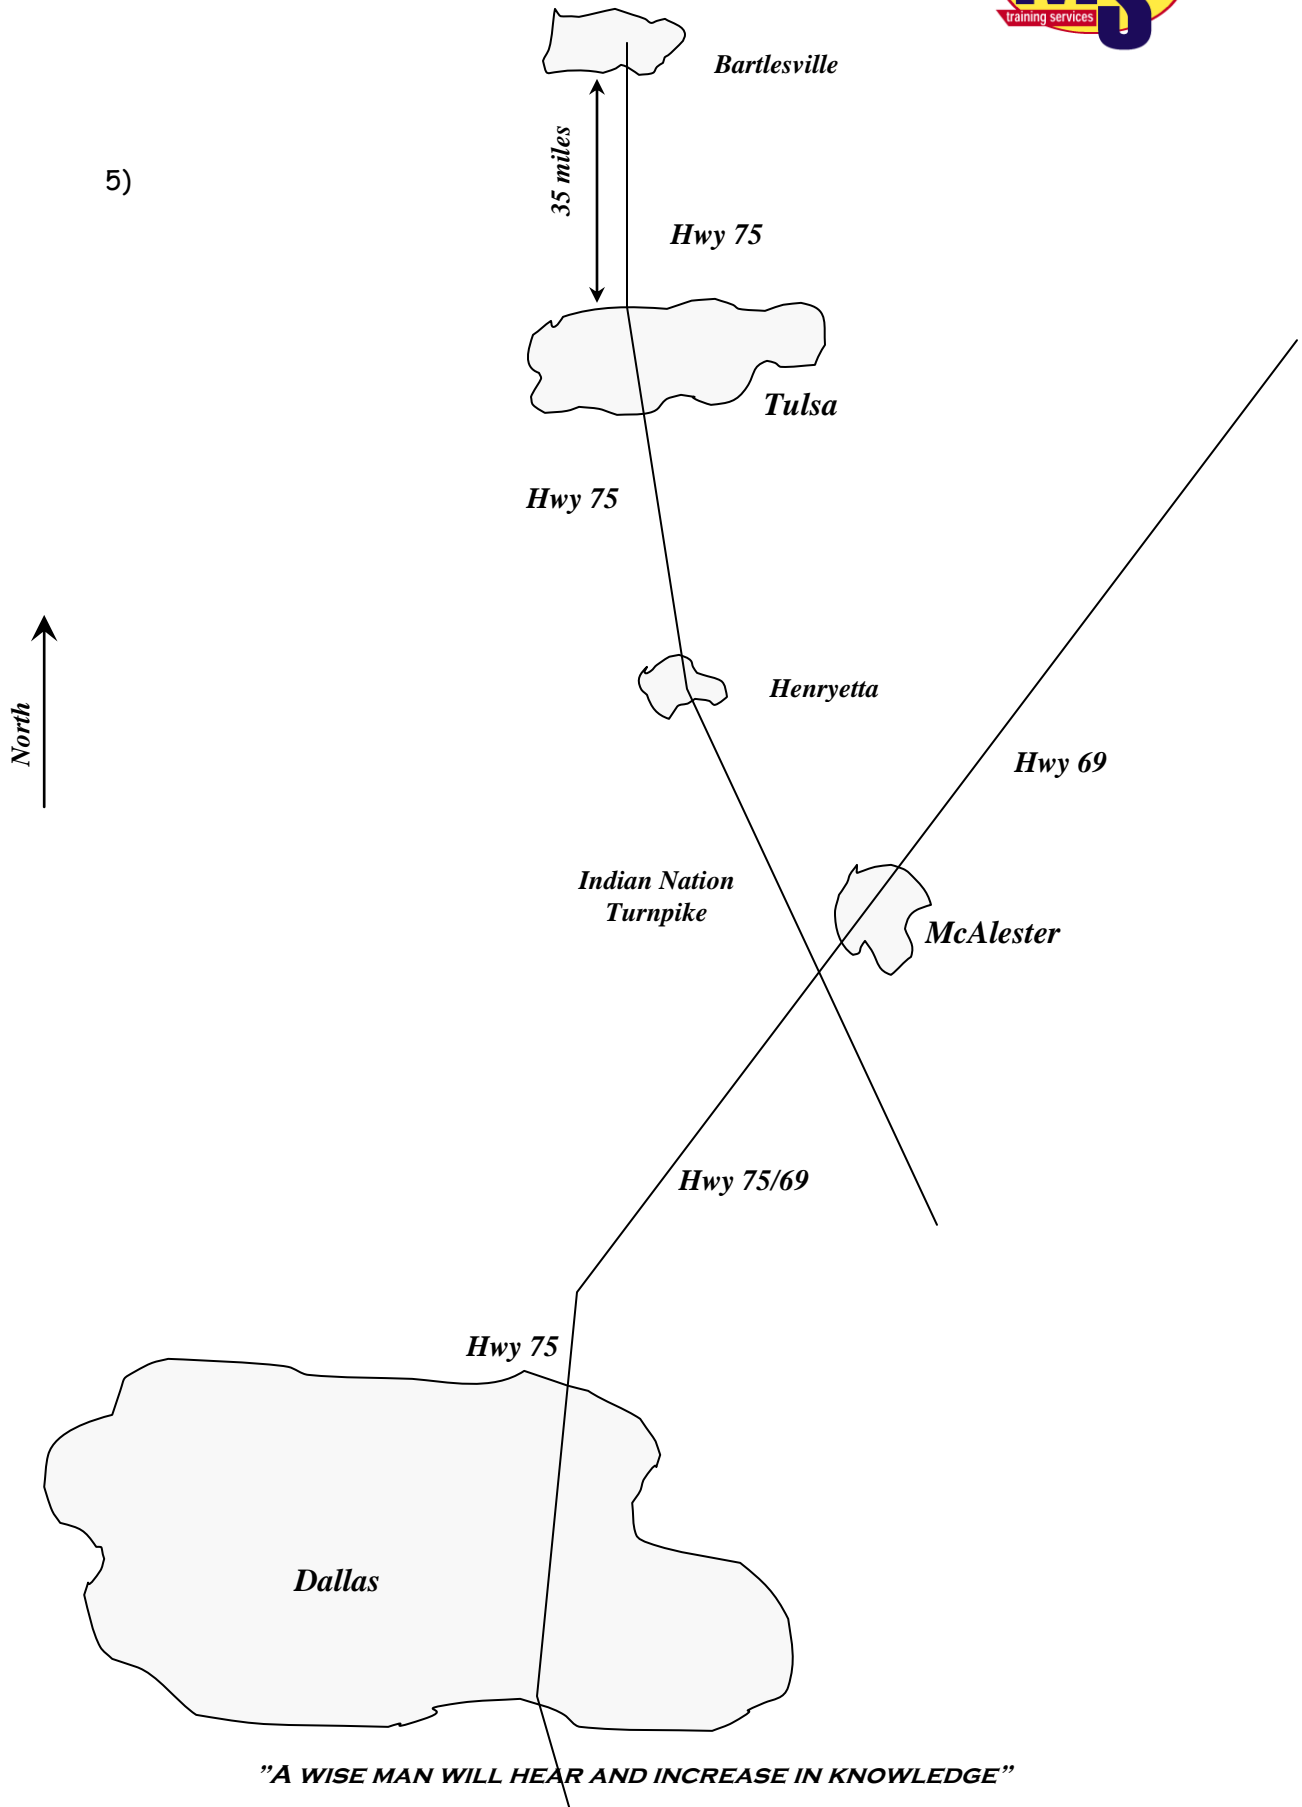 training services
Bartlesville
35 miles
5)
Hwy 75
Tulsa
Hwy 75
Henryetta
North
Hwy 69
Indian Nation
Turnpike
McAlester
Hwy 75/69
Hwy 75
Dallas
”A WISE MAN WILL HEAR AND INCREASE IN KNOWLEDGE”